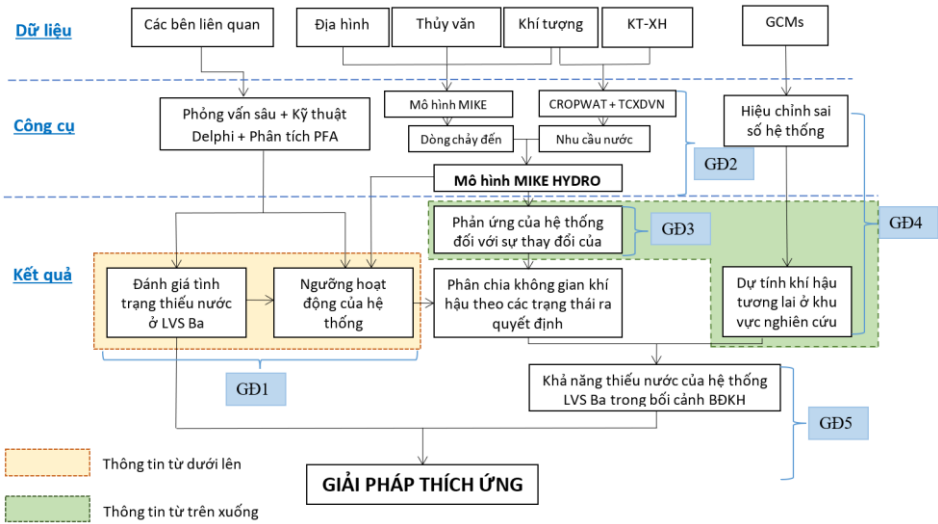 Dữ liệu
Các bên liên quan
Địa hình
Thủy văn
Khí tượng
KT-XH
GCMs
Công cụ
Phỏng vấn sâu + Kỹ thuật
Delphi + Phân tích PFA
Mô hình MIKE
CROPWAT + TCXDVN
Hiệu chỉnh sai
số hệ thống
Dòng chảy đến
Nhu cầu nước
GĐ2
Mô hình MIKE HYDRO
Kết quả
Phản ứng của hệ thống
đối với sự thay đổi của
GĐ3
GĐ4
Đánh giá tình
trạng thiếu nước
ở LVS Ba
Ngưỡng hoạt
động của hệ
thống
Phân chia không gian khí
hậu theo các trạng thái ra
quyết định
Dự tính khí hậu
tương lai ở khu
vực nghiên cứu
GĐ1
Khả năng thiếu nước của hệ thống
LVS Ba trong bối cảnh BĐKH
GĐ5
Thông tin từ dưới lên
GIẢI PHÁP THÍCH ỨNG
Thông tin từ trên xuống